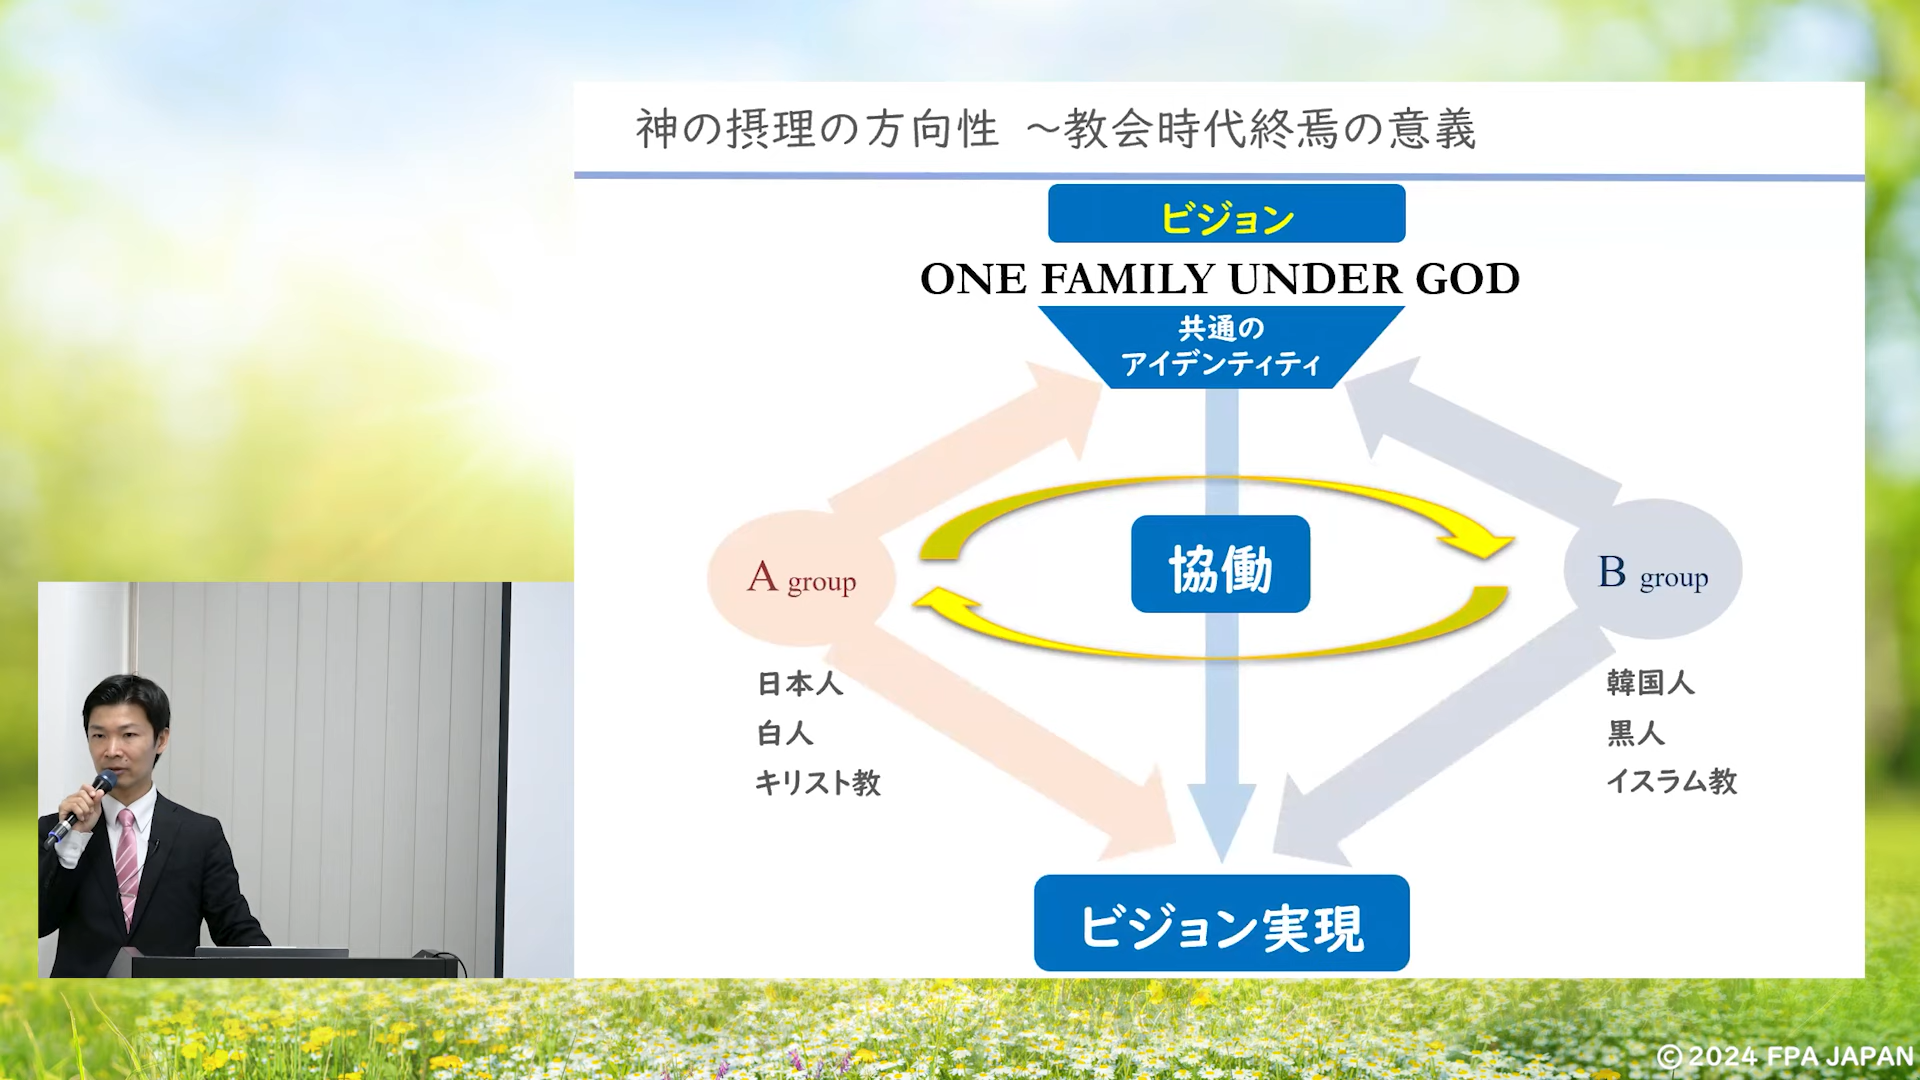 神の摂理の方向性 ～教会時代終焉の意義
ビジョン
ONE FAMILY UNDER GOD
共通の
アイデンティティ
A group
協働
B group
日本人
白人
キリスト教
韓国人
黒人
イスラム教
ビジョン実現
© 2024 FPA JAPAN